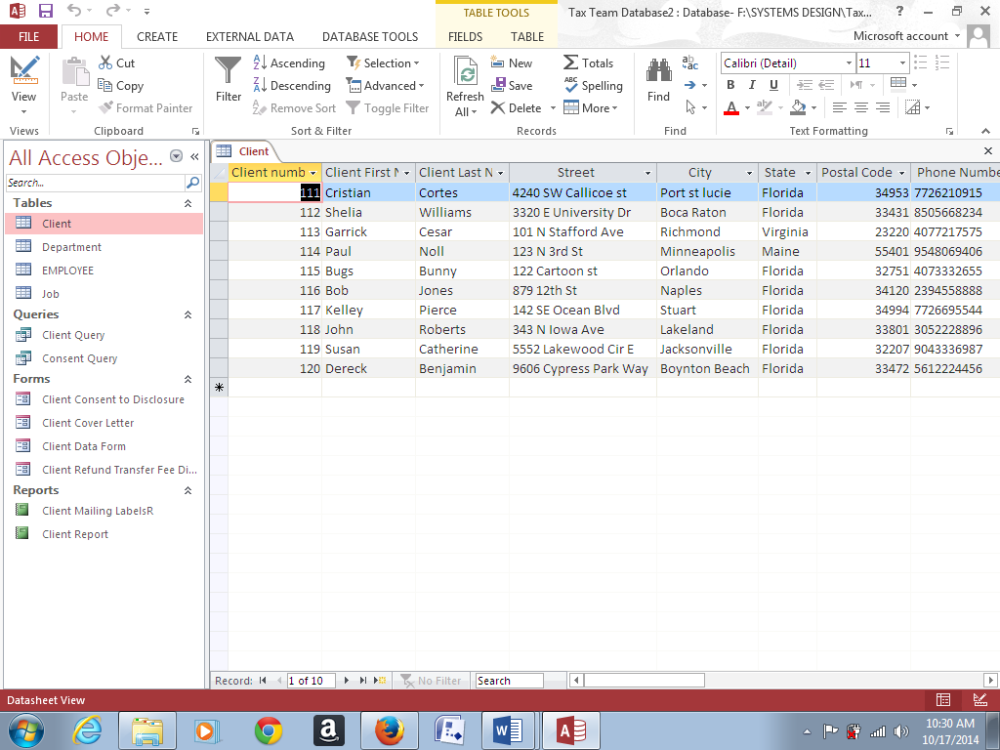 TABLE TOOLS
Tax Team Database2 : Database- F:\SYSTEMS DESIGN\Tax...
FILE HOME CREATE EXTERNAL DATA DATABASE TOOLS FIELDS TABLE
Microsoft account
View
Views
Paste
Cut
Copy
Format Painter
Clipboard
Filter
Ascending
Descending
Remove Sort
Selection
Advanced
Toggle Filter
Sort & Filter
Refresh
All
New
Save
Delete
Totals
Spelling
More
Records
Find
Find
Calibri (Detail) 11
B I U
Text Formatting
All Access Obje...
Search...
Tables
Client
Department
EMPLOYEE
Job
Queries
Client Query
Consent Query
Forms
Client Consent to Disclosure
Client Cover Letter
Client Data Form
Client Refund Transfer Fee Di...
Reports
Client Mailing LabelsR
Client Report
Client
Client numb Client First N Client Last N Street City State Postal Code Phone Numbe
111 Cristian Cortes 4240 SW Callicoe st Port st lucie Florida 34953 7726210915
112 Shelia Williams 3320 E University Dr Boca Raton Florida 33431 8505668234
113 Garrick Cesar 101 N Stafford Ave Richmond Virginia 23220 4077217575
114 Paul Noll 123 N 3rd St Minneapolis Maine 55401 9548069406
115 Bugs Bunny 122 Cartoon st Orlando Florida 32751 4073332655
116 Bob Jones 879 12th St Naples Florida 34120 2394558888
117 Kelley Pierce 142 SE Ocean Blvd Stuart Florida 34994 7726695544
118 John Roberts 343 N Iowa Ave Lakeland Florida 33801 3052228896
119 Susan Catherine 5552 Lakewood Cir E Jacksonville Florida 32207 9043336987
120 Dereck Benjamin 9606 Cypress Park Way Boynton Beach Florida 33472 5612224456
Record: 1 of 10 No Filter Search
Datasheet View
10:30 AM
10/17/2014